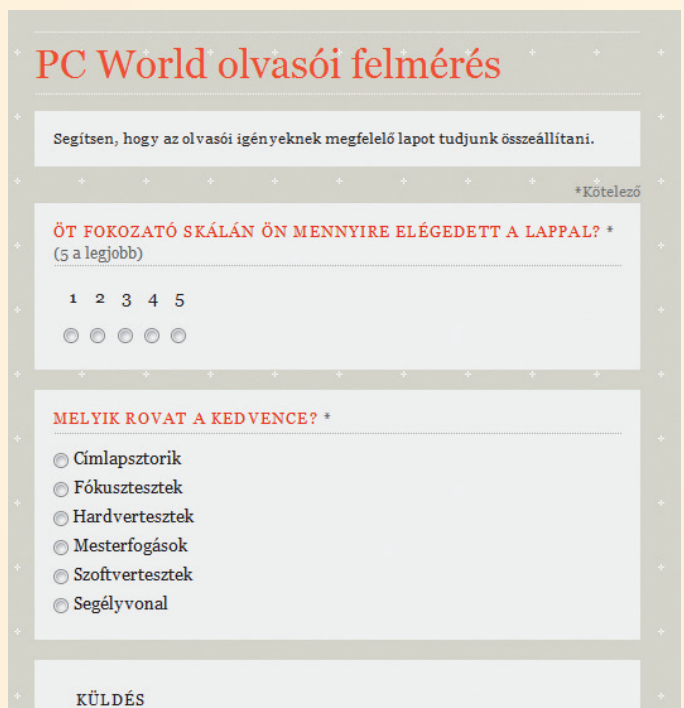 PC World olvasói felmérés
Segítsen, hogy az olvasói igényeknek megfelelő lapot tudjunk összeállítani.
*Kötelező
ÖT FOKOZATÓ SKÁLÁN ÖN MENNYIRE ELÉGEDETT A LAPPAL? *
(5 a legjobb)
1 2 3 4 5
MELYIK ROVAT A KEDVENCE? *
Címlapsztorik
Fókusztesztek
Hardvertesztek
Mesterfogások
Szoftvertesztek
Segélyvonal
KÜLDÉS